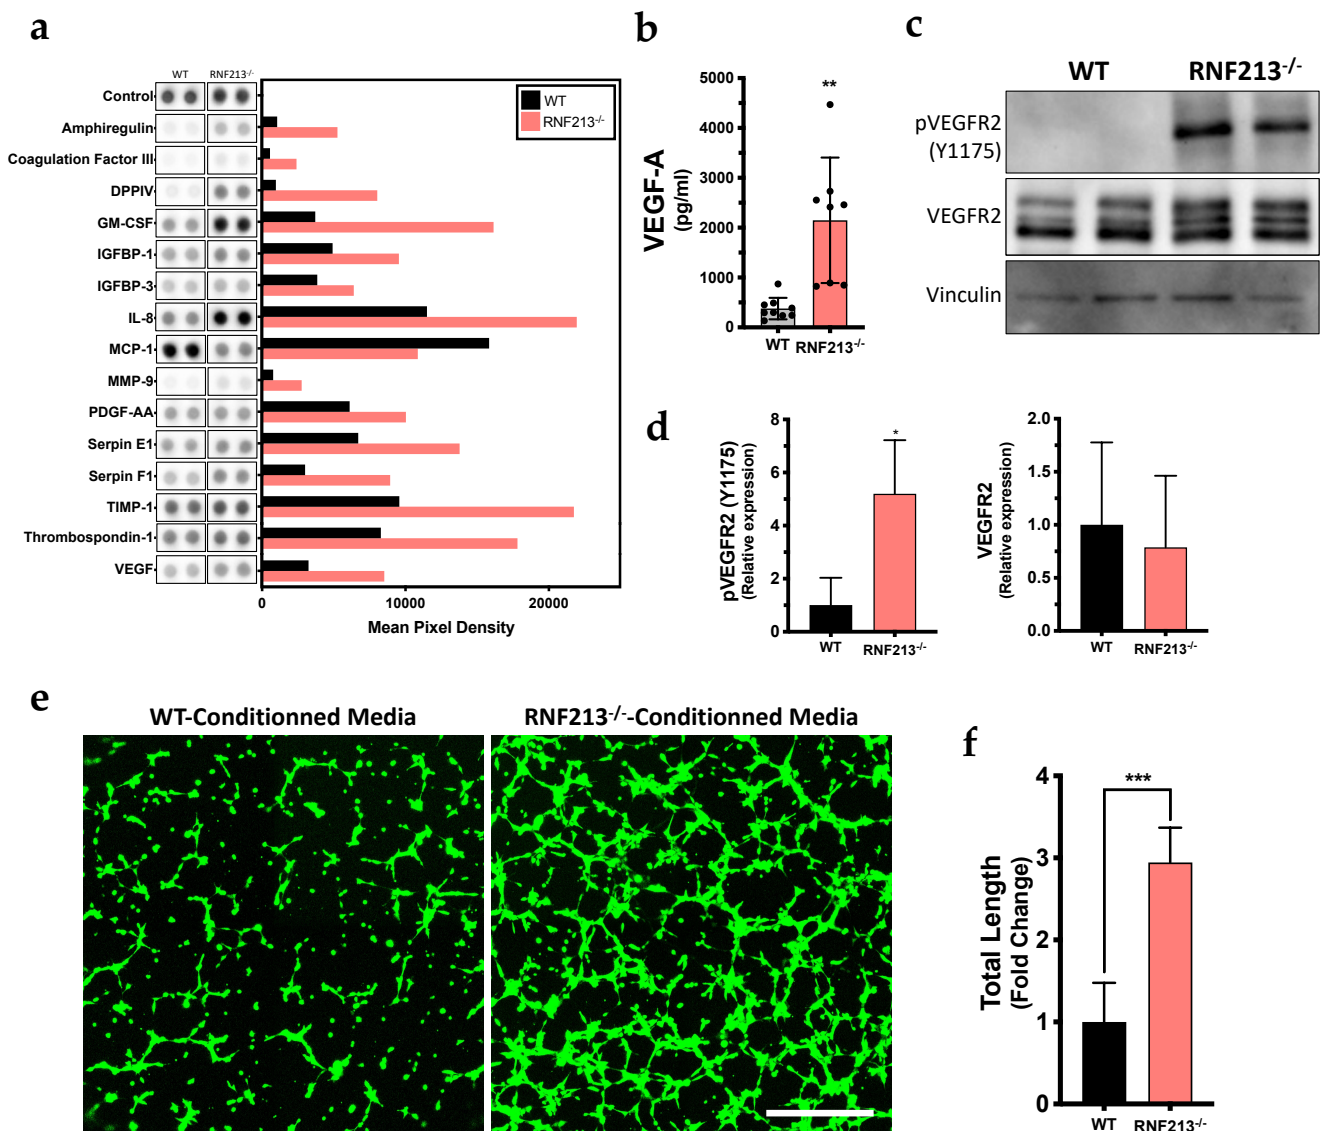 a
WT
RNF213-/-
Control
Amphiregulin
Coagulation Factor III
DPPIV
GM-CSF
IGFBP-1
IGFBP-3
IL-8
MCP-1
MMP-9
PDGF-AA
Serpin E1
Serpin F1
TIMP-1
Thrombospondin-1
VEGF
WT
RNF213-/-
0
10000
20000
Mean Pixel Density
b
VEGF-A
(pg/ml)
5000
4000
3000
2000
1000
0
**
WT
RNF213-/-
c
WT
RNF213-/-
pVEGFR2
(Y1175)
VEGFR2
Vinculin
d
pVEGFR2 (Y1175)
(Relative expression)
8
6
4
2
0
*
WT
RNF213-/-
VEGFR2
(Relative expression)
2.0
1.5
1.0
0.5
0.0
WT
RNF213-/-
e
WT-Conditionned Media
RNF213-/--Conditionned Media
f
Total Length
(Fold Change)
4
3
2
1
0
***
WT
RNF213-/-